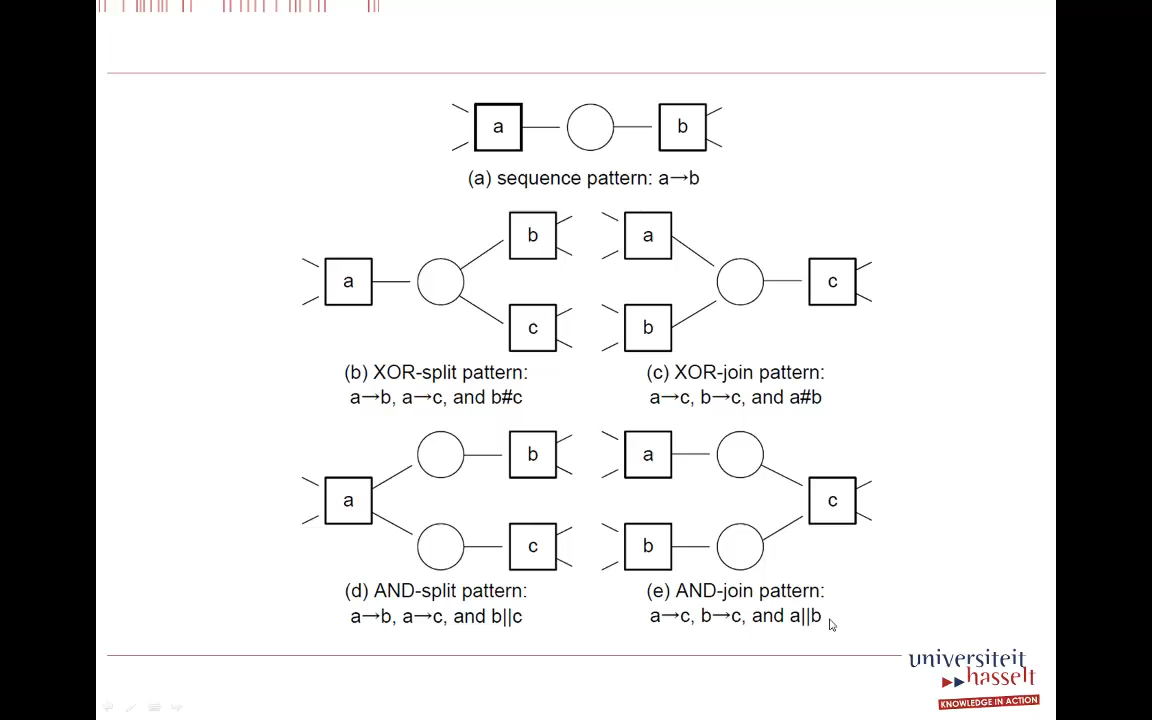 a
b
(a) sequence pattern: a→b
b
a
a
c
c
b
(b) XOR-split pattern:
a→b, a→c, and b#c
(c) XOR-join pattern:
a→c, b→c, and a#b
b
a
a
c
c
b
(d) AND-split pattern:
a→b, a→c, and b||c
(e) AND-join pattern:
a→c, b→c, and a||b
universiteit
hasselt
KNOWLEDGE IN ACTION